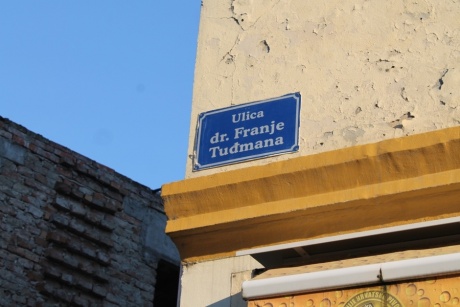 Ulica
dr. Franje
Tuđmana